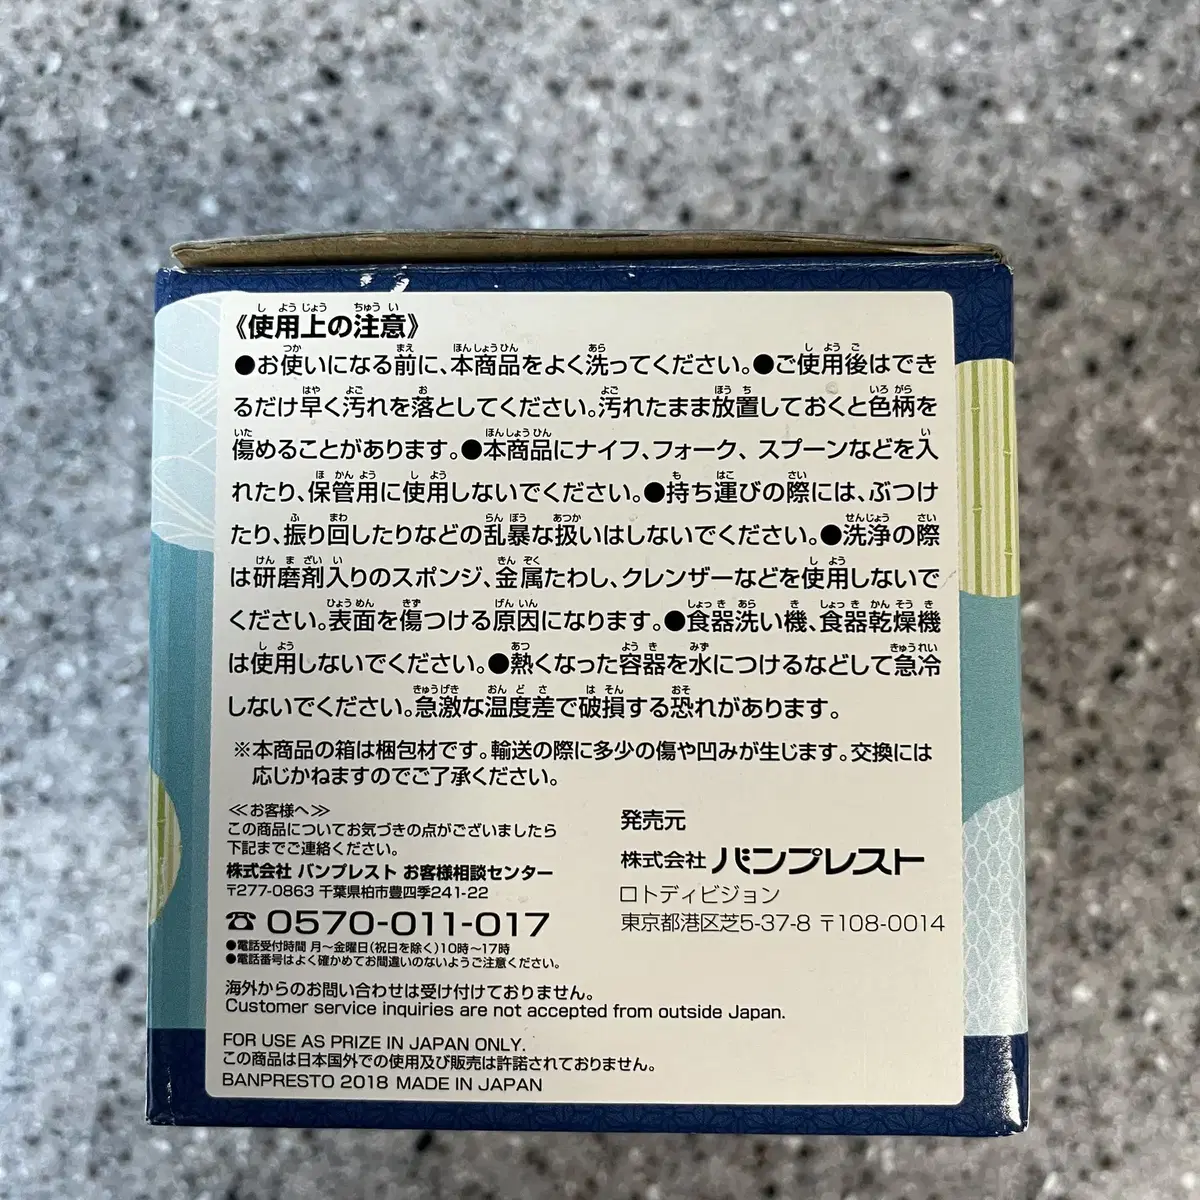 《使用上の注意》
●お使いになる前に、本商品をよく洗ってください。●ご使用後はでき
るだけ早く汚れを落としてください。汚れたまま放置しておくと色柄を
傷めることがあります。●本商品にナイフ、フォーク、スプーンなどを入
れたり、保管用に使用しないでください。●持ち運びの際には、ぶつけ
たり、振り回したりなどの乱暴な扱いはしないでください。●洗浄の際
は研磨剤入りのスポンジ、金属たわし、クレンザーなどを使用しないで
ください。表面を傷つける原因になります。●食器洗い機、食器乾燥機
は使用しないでください。●熱くなった容器を水につけるなどして急冷
しないでください。急激な温度差で破損する恐れがあります。
※本商品の箱は梱包材です。輸送の際に多少の傷や凹みが生じます。交換には
応じかねますのでご了承ください。
≪お客様へ≫
この商品についてお気づきの点がございましたら
下記までご連絡ください。
株式会社 バンプレスト お客様相談センター
〒277-0863 千葉県柏市豊四季241-22
☎ 0570-011-017
●電話受付時間 月〜金曜日(祝日を除く)10時〜17時
●電話番号はよく確かめてお間違いのないようご注意ください。
発売元
株式会社 バンプレスト
ロトディビジョン
東京都港区芝5-37-8 〒108-0014
海外からのお問い合わせは受け付けておりません。
Customer service inquiries are not accepted from outside Japan.
FOR USE AS PRIZE IN JAPAN ONLY.
この商品は日本国外での使用及び販売は許諾されておりません。
BANPRESTO 2018 MADE IN JAPAN